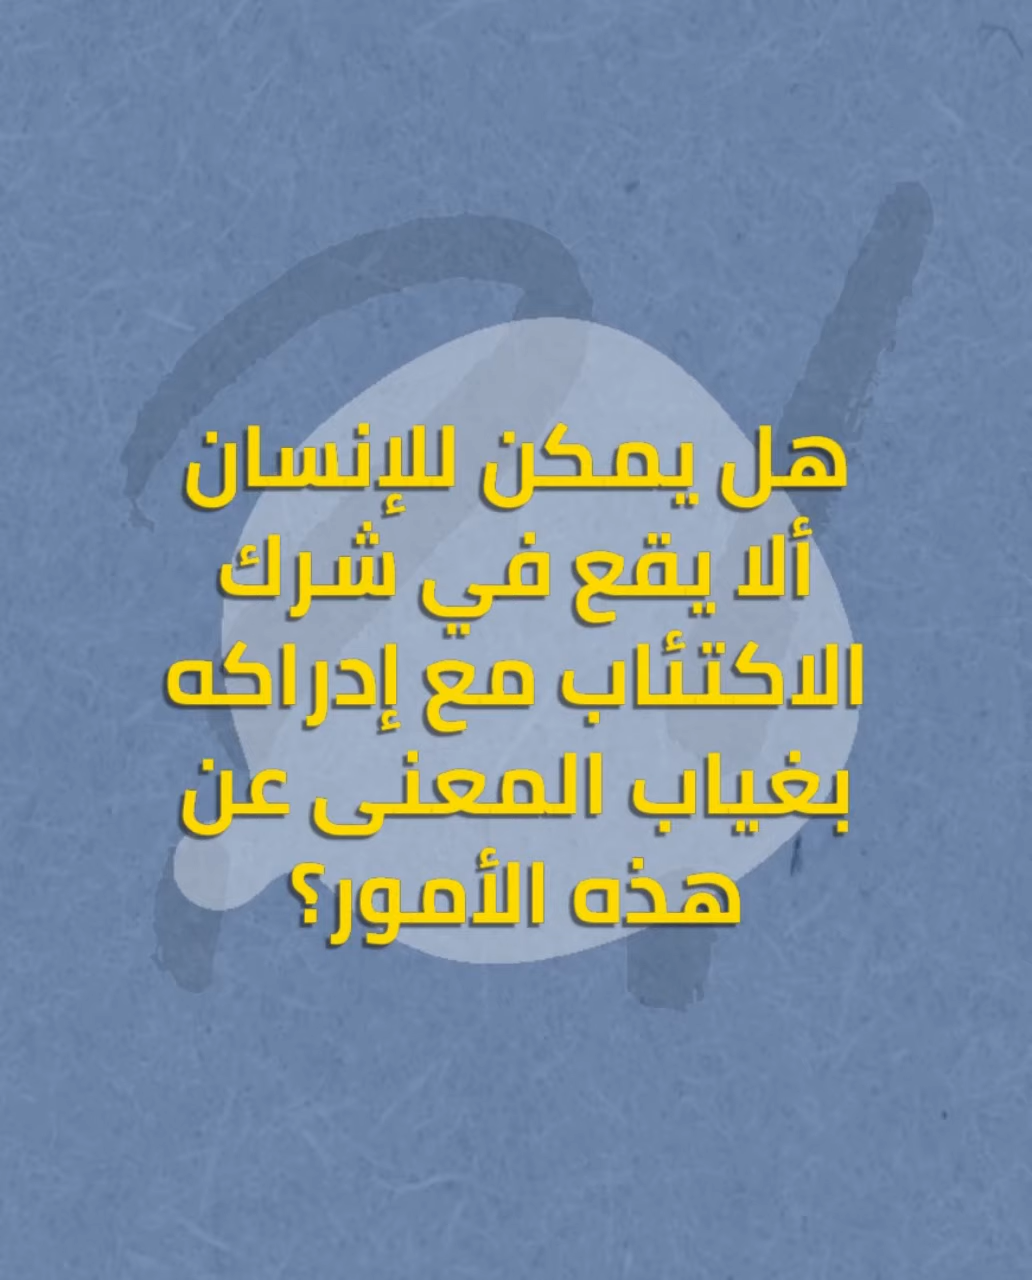 هل يمكن للإنسان
ألا يقع في شرك
الاكتئاب مع إدراكه
بغياب المعنى عن
هذه الأمور؟